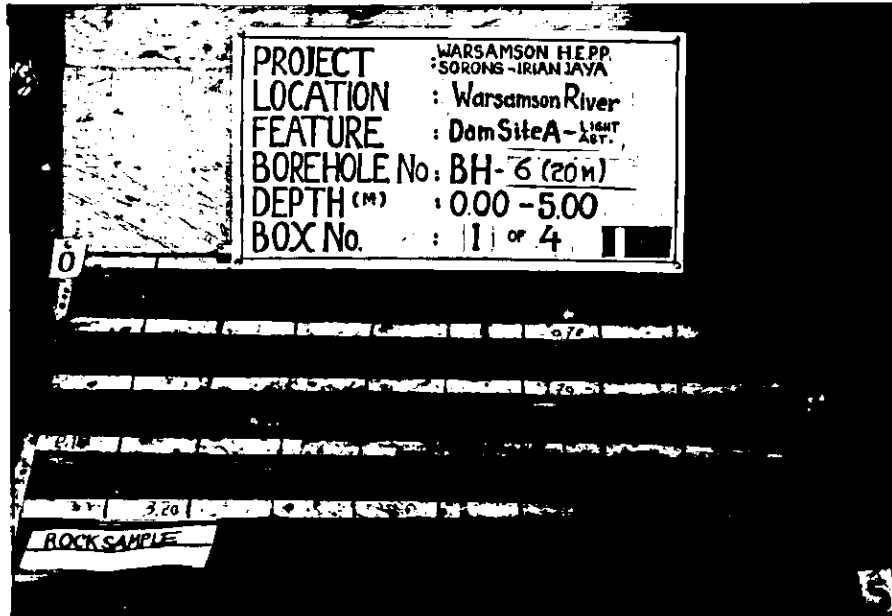 PROJECT : WARSAMSON H.E.P.P.
SORONG - IRIAN JAYA
LOCATION : Warsamson River
FEATURE : Dam Site A - LIGHT ABT.
BOREHOLE No : BH- 6 (20 M)
DEPTH (M) : 0.00 - 5.00
BOX No. : 1 OF 4
0
3.20
ROCK SAMPLE